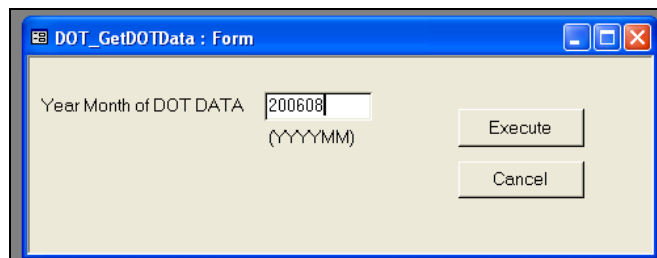 DOT_GetDOTData : Form
Year Month of DOT DATA 200608
(YYYYMM)
Execute
Cancel